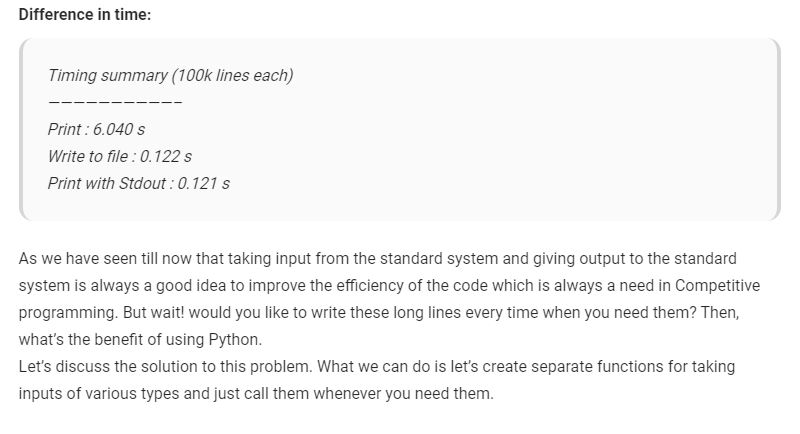 Difference in time:
Timing summary (100k lines each)
———————————
Print : 6.040 s
Write to file : 0.122 s
Print with Stdout : 0.121 s
As we have seen till now that taking input from the standard system and giving output to the standard
system is always a good idea to improve the efficiency of the code which is always a need in Competitive
programming. But wait! would you like to write these long lines every time when you need them? Then,
what's the benefit of using Python.
Let's discuss the solution to this problem. What we can do is let's create separate functions for taking
inputs of various types and just call them whenever you need them.